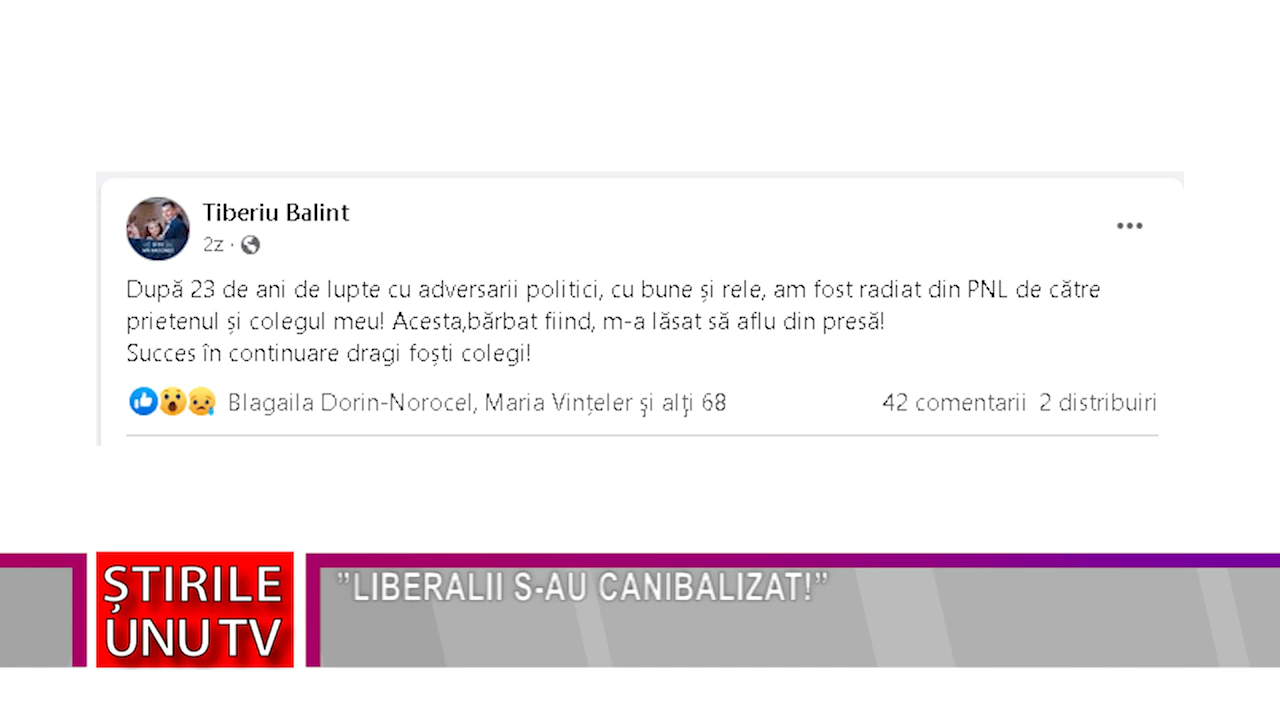 Tiberiu Balint
2z ·
După 23 de ani de lupte cu adversarii politici, cu bune și rele, am fost radiat din PNL de către
prietenul și colegul meu! Acesta,bărbat fiind, m-a lăsat să aflu din presă!
Succes în continuare dragi foști colegi!
Blagaila Dorin-Norocel, Maria Vințeler şi alţi 68
42 comentarii 2 distribuiri
ȘTIRILE
UNU TV
”LIBERALII S-AU CANIBALIZAT!”